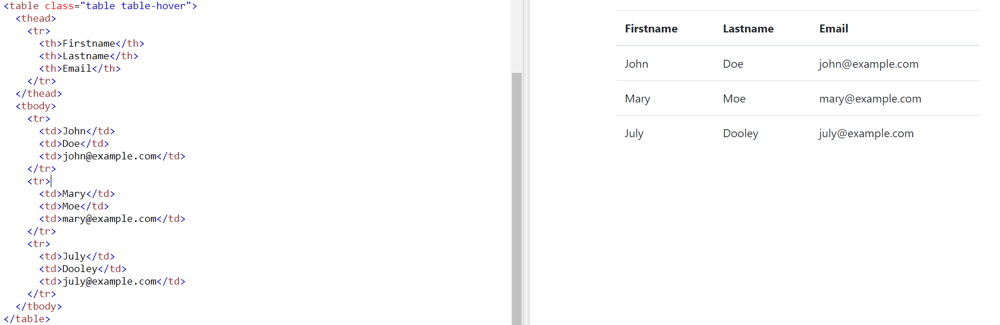 <table class="table table-hover">
<thead>
<tr>
<th>Firstname</th>
<th>Lastname</th>
<th>Email</th>
</tr>
</thead>
<tbody>
<tr>
<td>John</td>
<td>Doe</td>
<td>john@example.com</td>
</tr>
<tr>
<td>Mary</td>
<td>Moe</td>
<td>mary@example.com</td>
</tr>
<tr>
<td>July</td>
<td>Dooley</td>
<td>july@example.com</td>
</tr>
</tbody>
</table>
Firstname Lastname Email
John Doe john@example.com
Mary Moe mary@example.com
July Dooley july@example.com